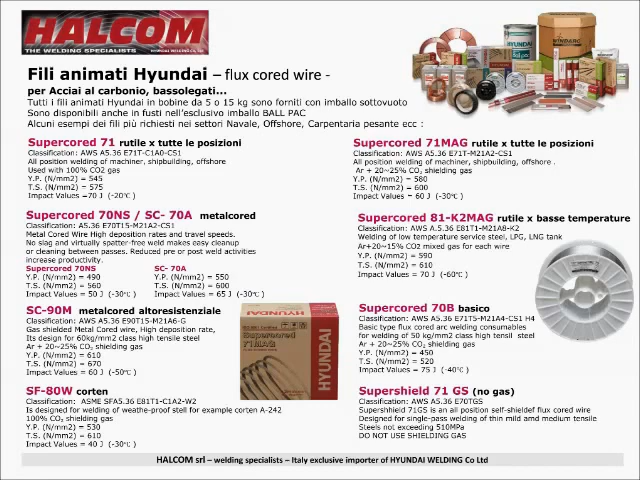 HALCOM
THE WELDING SPECIALISTS
Fili animati Hyundai – flux cored wire -
per Acciai al carbonio, bassolegati...
Tutti i fili animati Hyundai in bobine da 5 o 15 kg sono forniti con imballo sottovuoto
Sono disponibili anche in fusti nell'esclusivo imballo BALL PAC
Alcuni esempi dei fili più richiesti nei settori Navale, Offshore, Carpentaria pesante ecc :
Supercored 71 rutile x tutte le posizioni
Classification: AWS A5.36 E71T-C1A0-CS1
All position welding of machiner, shipbuilding, offshore
Used with 100% CO2 gas
Y.P. (N/mm2) = 545
T.S. (N/mm2) = 575
Impact Values =70 J (-20°C )
Supercored 70NS / SC- 70A metalcored
Classification: A5.36 E70T15-M21A2-CS1
Metal Cored Wire High deposition rates and travel speeds.
No slag and virtually spatter-free weld makes easy cleanup
or cleaning between passes. Reduced pre or post weld activities
increase productivity.
Supercored 70NS SC- 70A
Y.P. (N/mm2) = 490 Y.P. (N/mm2) = 550
T.S. (N/mm2) = 560 T.S. (N/mm2) = 600
Impact Values = 50 J (-30°C ) Impact Values = 65 J (-30°C )
SC-90M metalcored altoresistenziale
Classification: AWS A5.36 E90T15-M21A6-G
Gas shielded Metal Cored wire, High deposition rate,
Its design for 60kg/mm2 class high tensile steel
Ar + 20~25% CO₂ shielding gas
Y.P. (N/mm2) = 610
T.S. (N/mm2) = 670
Impact Values = 60 J (-50°C )
SF-80W corten
Classification: ASME SFA5.36 E81T1-C1A2-W2
Is designed for welding of weathe-proof stell for example corten A-242
100% CO₂ shielding gas
Y.P. (N/mm2) = 530
T.S. (N/mm2) = 610
Impact Values = 40 J (-30°C )
Supercored 71MAG rutile x tutte le posizioni
Classification: AWS A5.36 E71T-M21A2-CS1
All position welding of machiner, shipbuilding, offshore .
Ar + 20~25% CO₂ shielding gas
Y.P. (N/mm2) = 580
T.S. (N/mm2) = 600
Impact Values = 60 J (-30°C )
Supercored 81-K2MAG rutile x basse temperature
Classification: AWS A.5.36 E81T1-M21A8-K2
Welding of low temperature service steel, LPG, LNG tank
Ar+20~15% CO2 mixed gas for each wire
Y.P. (N/mm2) = 590
T.S. (N/mm2) = 610
Impact Values = 70 J (-60°C )
Supercored 70B basico
Classification: AWS A5.36 E71T5-M21A4-CS1 H4
Basic type flux cored arc welding consumables
for welding of 50 kg/mm2 class high tensil steel
Ar + 20~25% CO₂ shielding gas
Y.P. (N/mm2) = 450
T.S. (N/mm2) = 520
Impact Values = 75 J (-40°C )
Supershield 71 GS (no gas)
Classification: AWS A5.36 E70TGS
Supershhield 71GS is an all position self-shieldef flux cored wire
Designed for single-pass welding of thin mild amd medium tensile
Steels not exceeding 510MPa
DO NOT USE SHIELDING GAS
HYUNDAI
Supercored
71MAG
HYUNDAI
HALCOM srl – welding specialists – Italy exclusive importer of HYUNDAI WELDING Co Ltd